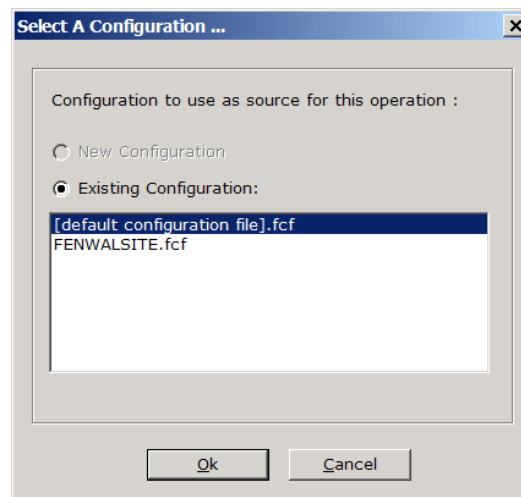 Select A Configuration ...
Configuration to use as source for this operation :
New Configuration
Existing Configuration:
[default configuration file].fcf
FENWALSITE.fcf
Ok
Cancel